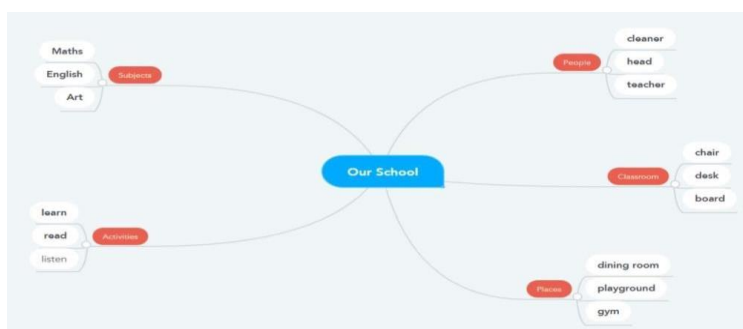 Our School
Subjects
Maths
English
Art
Activities
learn
read
listen
People
cleaner
head
teacher
Classroom
chair
desk
board
Places
dining room
playground
gym